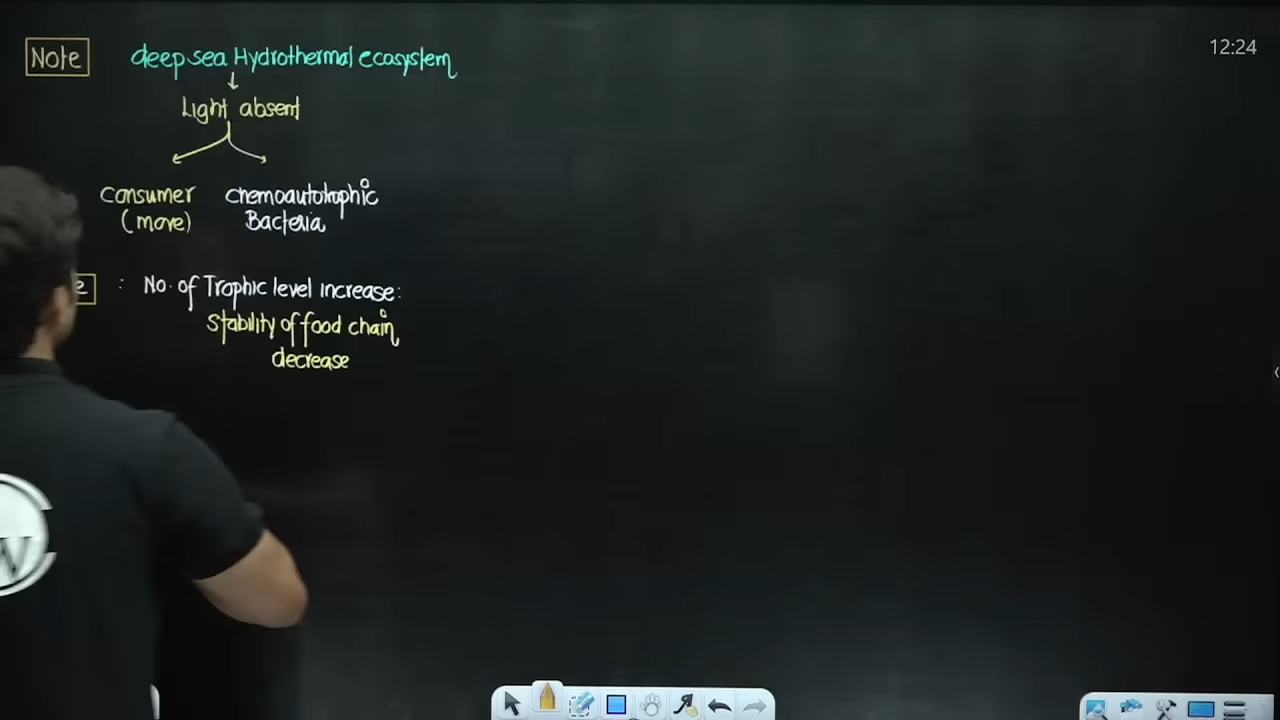 Note deep sea Hydrothermal ecosystem
12:24
↓
Light absent
Consumer chemoautotrophic
(move) Bacteria
e : No. of Trophic level increase:
Stability of food chain
decrease
W